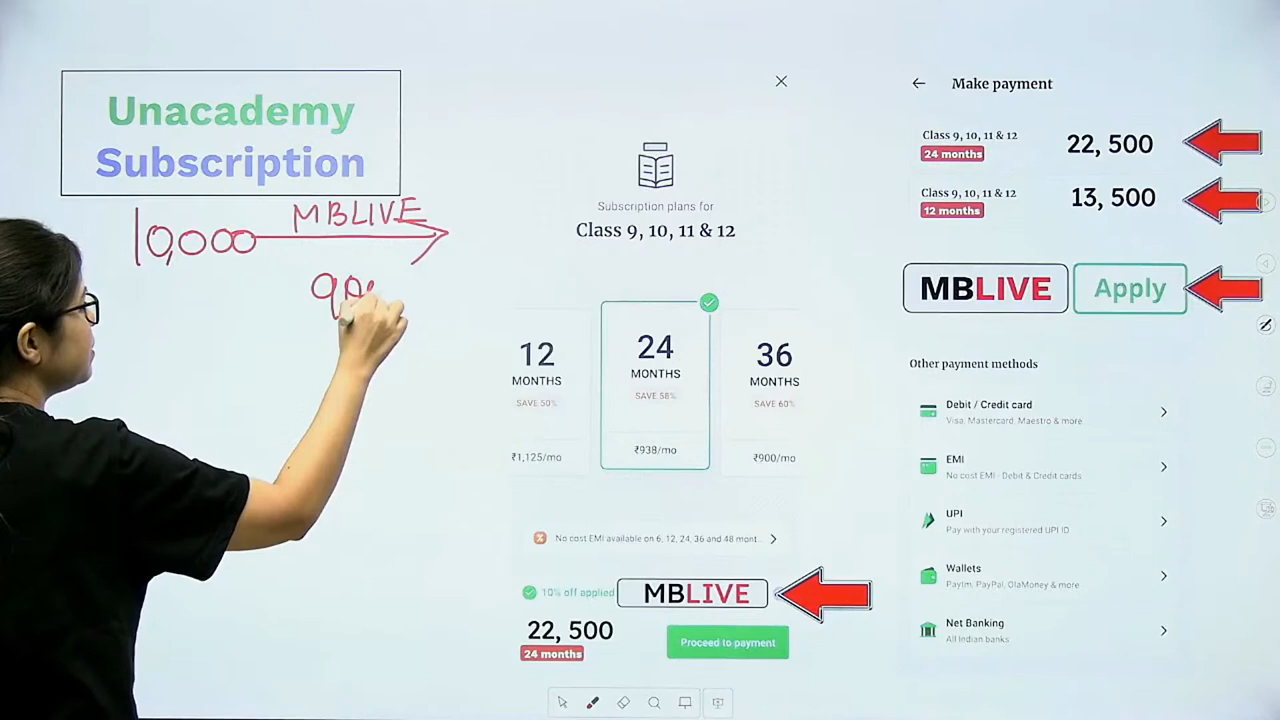 Unacademy
Subscription
10,000
MBLIVE
Subscription plans for
Class 9, 10, 11 & 12
12
MONTHS
SAVE 50%
₹1,125/mo
24
MONTHS
SAVE 58%
₹938/mo
36
MONTHS
SAVE 60%
₹900/mo
No cost EMI available on 6, 12, 24, 36 and 48 mont...
10% off applied
MBLIVE
22, 500
24 months
Proceed to payment
Make payment
Class 9, 10, 11 & 12
24 months
22, 500
Class 9, 10, 11 & 12
12 months
13, 500
MBLIVE
Apply
Other payment methods
Debit / Credit card
Visa, Mastercard, Maestro & more
EMI
No cost EMI - Debit & Credit cards
UPI
Pay with your registered UPI ID
Wallets
Paytm, PayPal, OlaMoney & more
Net Banking
All Indian banks